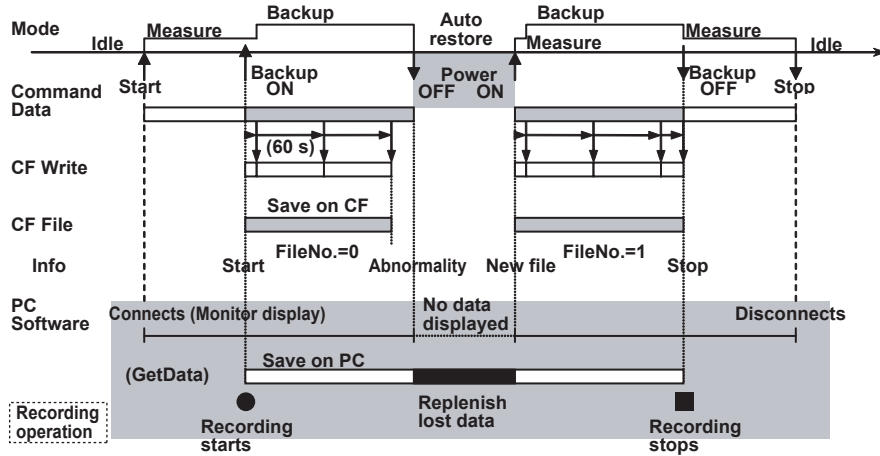 Backup
Auto
restore
Backup
Mode
Idle
Measure
Measure
Measure
Idle
Backup
ON
Power
OFF ON
Backup
OFF
Command
Start
Stop
Data
(60 s)
CF Write
Save on CF
CF File
FileNo.=0
FileNo.=1
Info
Start
Abnormality
New file
Stop
PC
Software
Connects (Monitor display)
No data
displayed
Disconnects
Save on PC
(GetData)
Recording
operation
Recording
starts
Replenish
lost data
Recording
stops